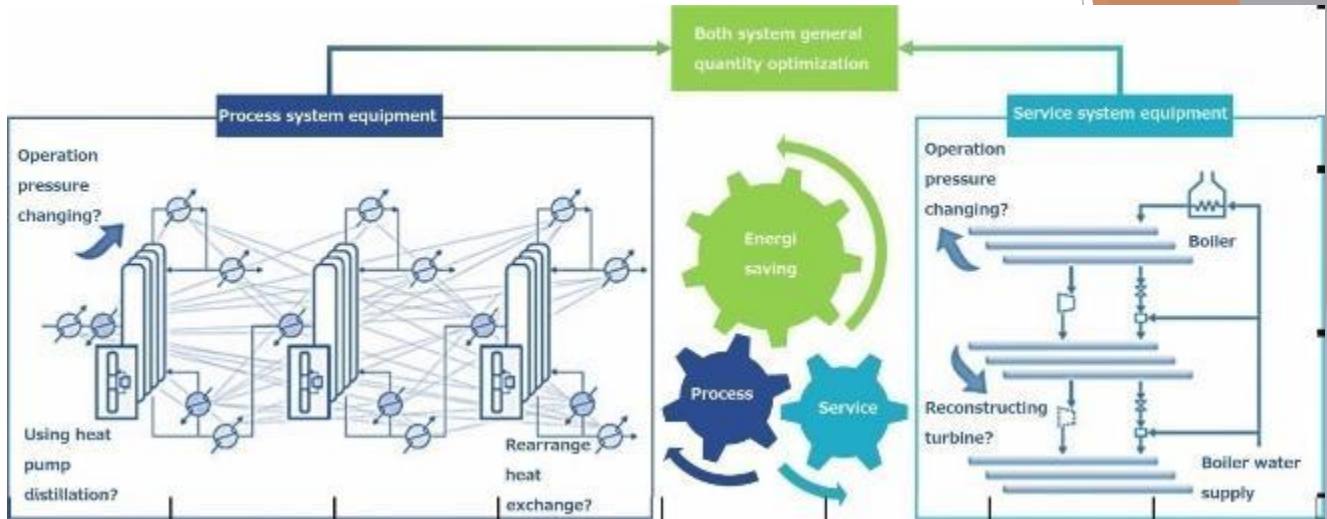 Both system general
quantity optimization
Process system equipment
Service system equipment
Operation
pressure
changing?
Using heat
pump
distillation?
Rearrange
heat
exchange?
Energi
saving
Process
Service
Operation
pressure
changing?
Boiler
Reconstructing
turbine?
Boiler water
supply